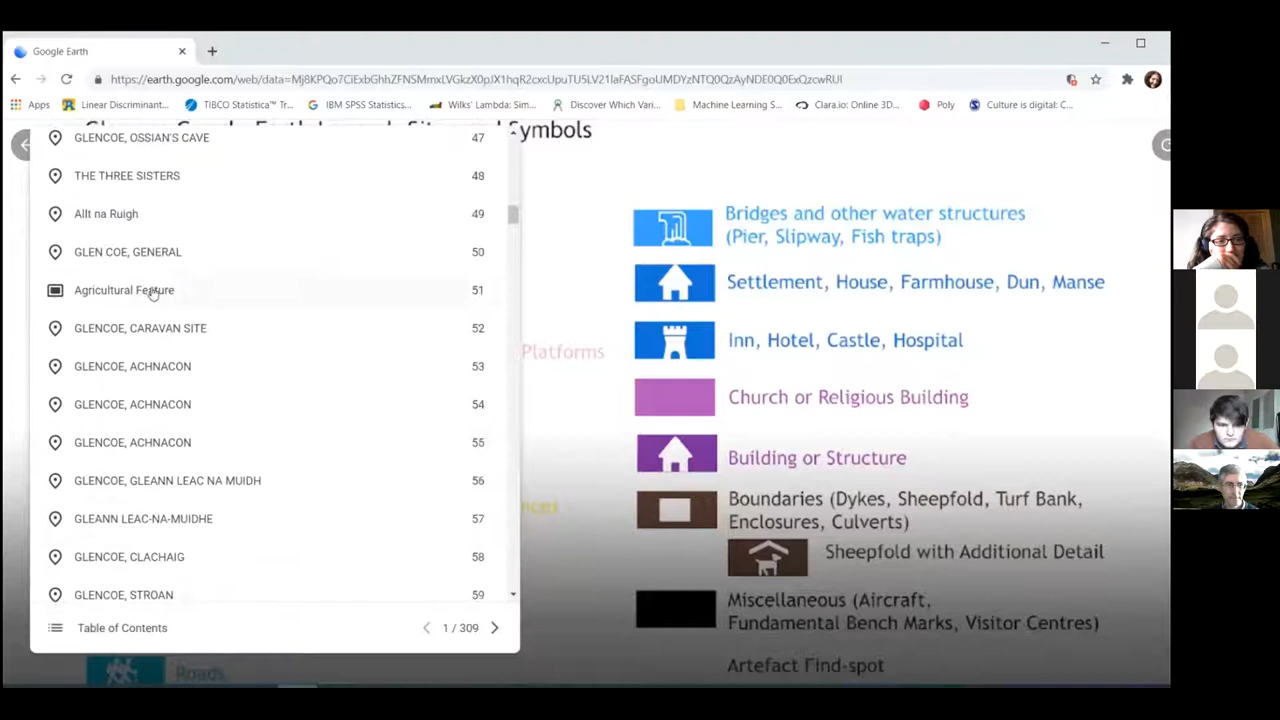 Google Earth
https://earth.google.com/web/data=Mj8KPQo7CiExbGhhZFNSMmxLVGkzX0pJX1hqR2cxcUpuTU5LV21laFASFgoUMDYzNTQ0QzAyNDE0Q0ExQzcwRUI
Apps
Linear Discriminant...
TIBCO Statistica™ Tr...
IBM SPSS Statistics...
Wilks' Lambda: Sim...
Discover Which Vari...
Machine Learning S...
Clara.io: Online 3D...
Poly
Culture is digital: C...
Symbols
GLENCOE, OSSIAN'S CAVE 47
THE THREE SISTERS 48
Allt na Ruigh 49
GLEN COE, GENERAL 50
Agricultural Feature 51
GLENCOE, CARAVAN SITE 52
GLENCOE, ACHNACON 53
GLENCOE, ACHNACON 54
GLENCOE, ACHNACON 55
GLENCOE, GLEANN LEAC NA MUIDH 56
GLEANN LEAC-NA-MUIDHE 57
GLENCOE, CLACHAIG 58
GLENCOE, STROAN 59
Table of Contents
1 / 309
Platforms
Roads
Bridges and other water structures
(Pier, Slipway, Fish traps)
Settlement, House, Farmhouse, Dun, Manse
Inn, Hotel, Castle, Hospital
Church or Religious Building
Building or Structure
Boundaries (Dykes, Sheepfold, Turf Bank,
Enclosures, Culverts)
Sheepfold with Additional Detail
Miscellaneous (Aircraft,
Fundamental Bench Marks, Visitor Centres)
Artefact Find-spot